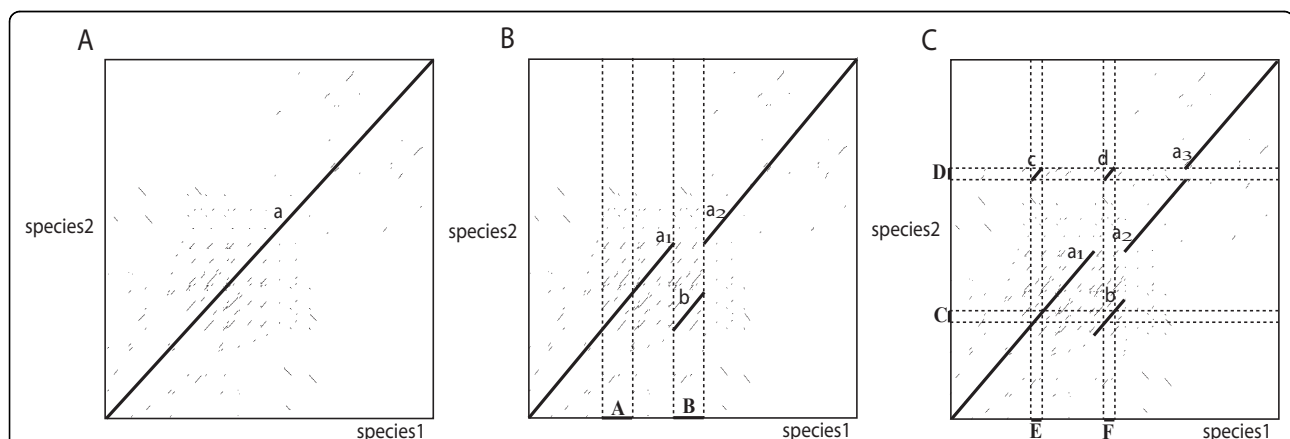 A
a
species2
species1
B
a1
a2
b
species2
A
B
species1
C
c
d
a3
D
a1
a2
species2
b
C
E
F
species1